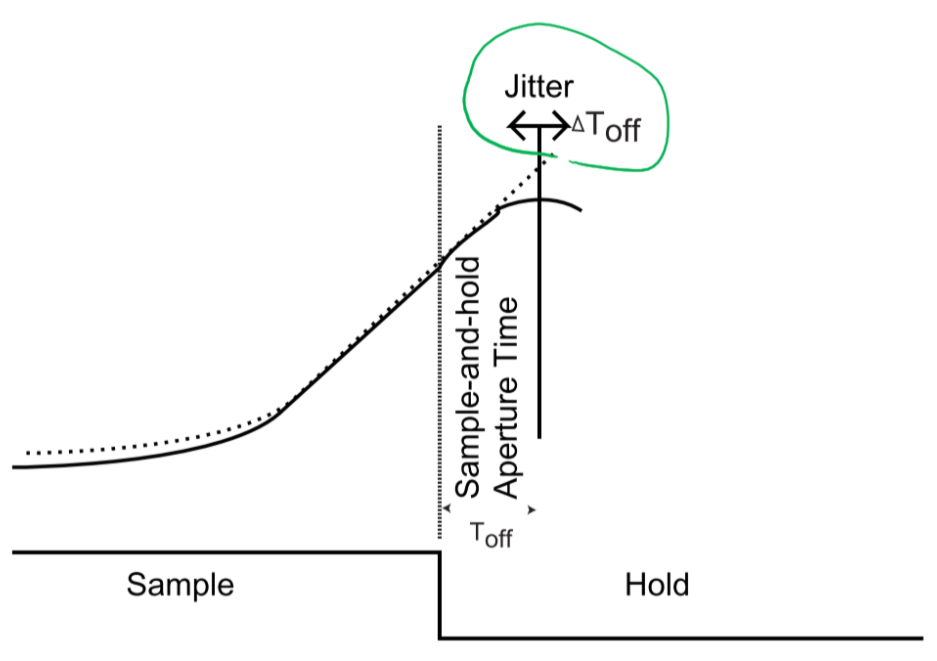 Jitter
ΔToff
Sample-and-hold
Aperture Time
Toff
Sample
Hold